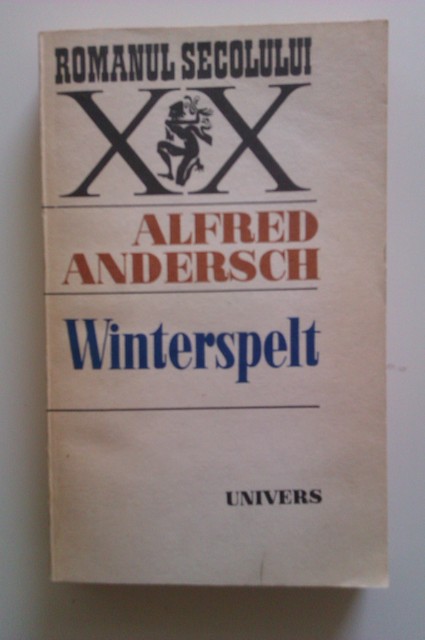 ROMANUL SECOLULUI
XX
ALFRED
ANDERSCH
Winterspelt
UNIVERS